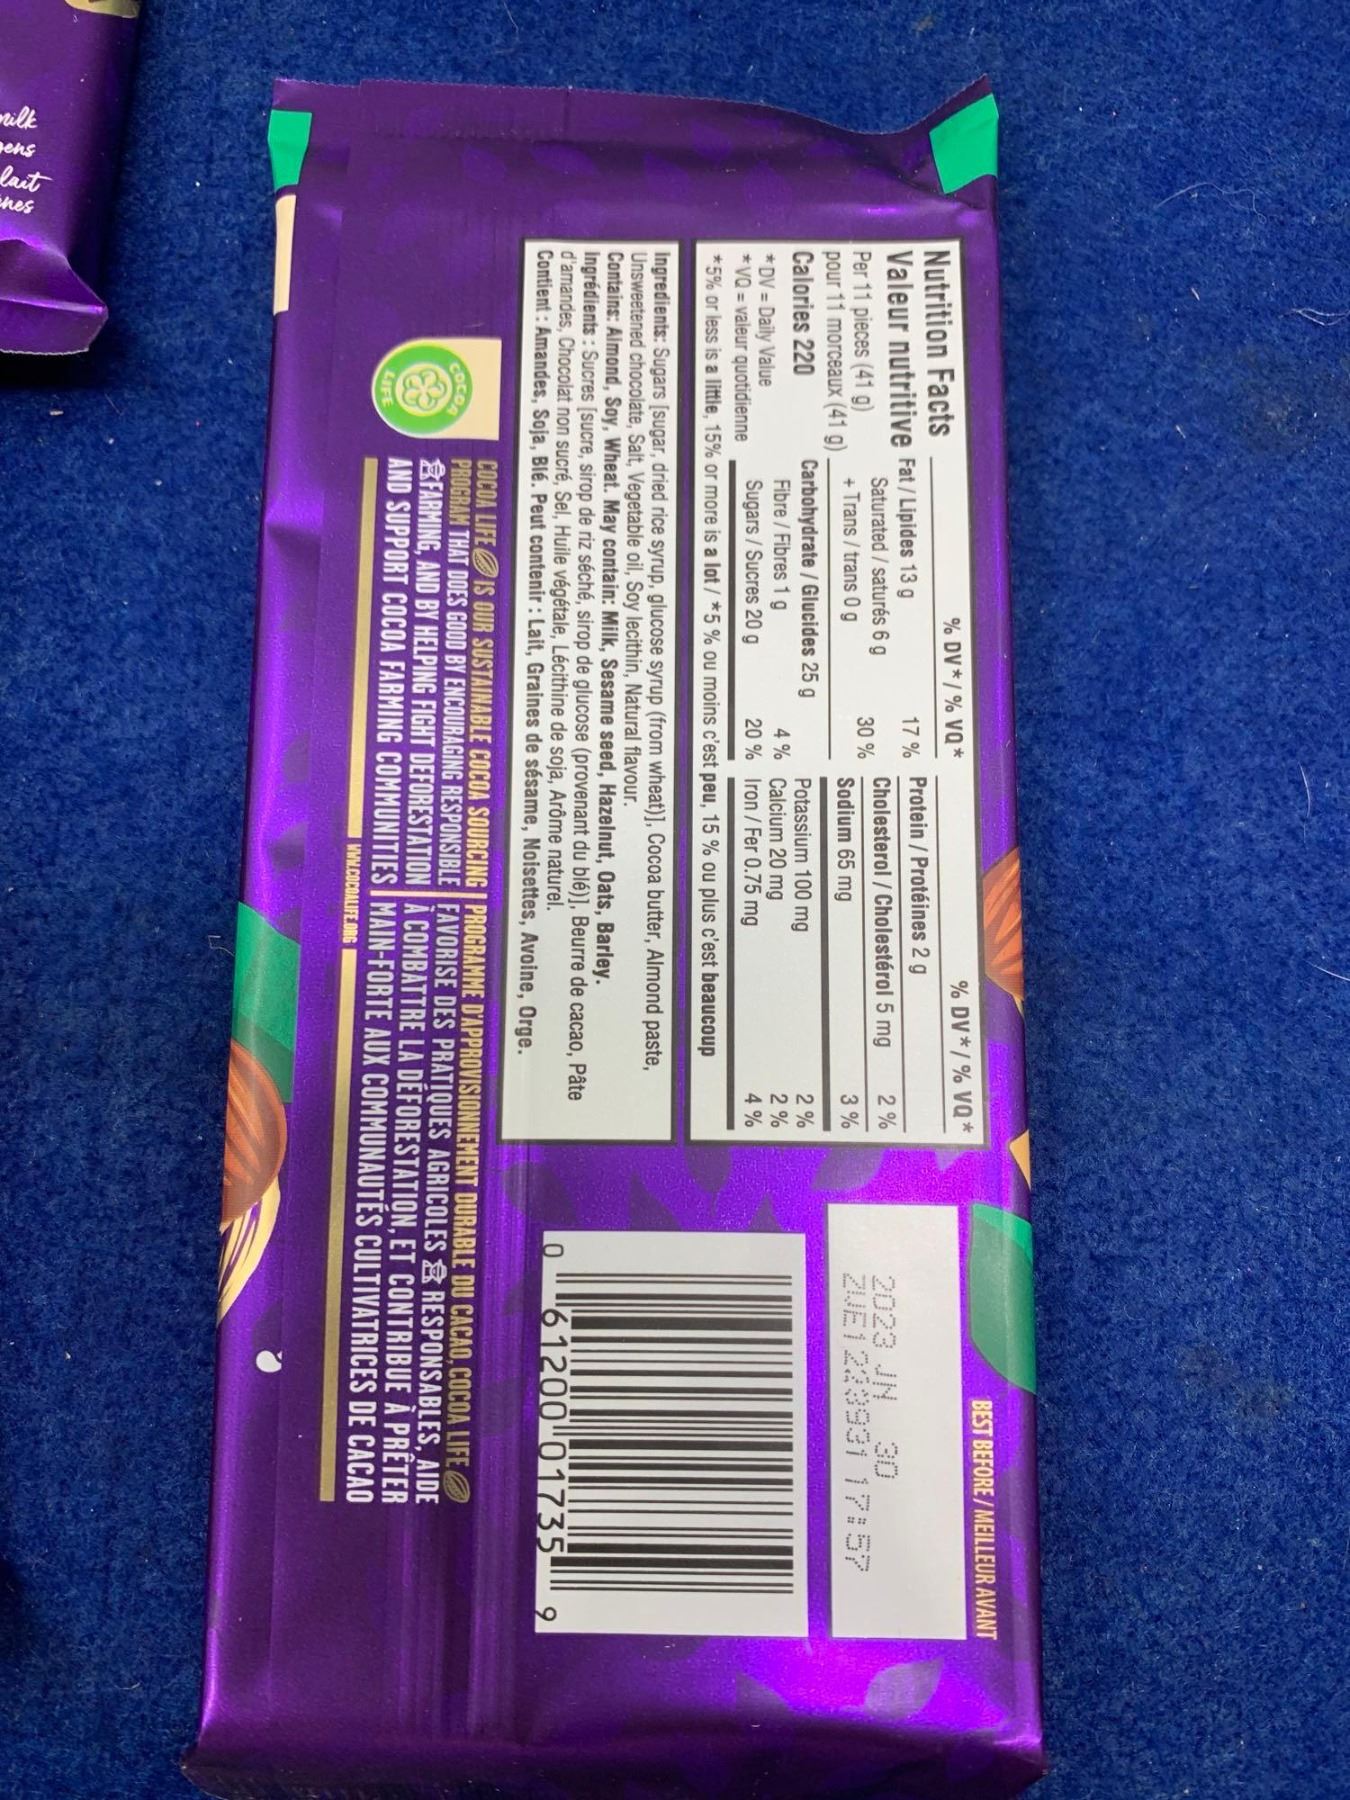 milk
lait
Nutrition Facts
Valeur nutritive
Per 11 pieces (41 g)
pour 11 morceaux (41 g)
Calories 220
*DV = Daily Value
*VQ = valeur quotidienne
% DV* / % VQ*
Fat / Lipides 13 g 17 %
Saturated / saturés 6 g
+ Trans / trans 0 g 30 %
Carbohydrate / Glucides 25 g
Fibre / Fibres 1 g 4 %
Sugars / Sucres 20 g 20 %
% DV* / % VQ*
Protein / Protéines 2 g
Cholesterol / Cholestérol 5 mg 2 %
Sodium 65 mg 3 %
Potassium 100 mg 2 %
Calcium 20 mg 2 %
Iron / Fer 0.75 mg 4 %
*5% or less is a little, 15% or more is a lot / *5 % ou moins c'est peu, 15 % ou plus c'est beaucoup
Ingredients: Sugars [sugar, dried rice syrup, glucose syrup (from wheat)], Cocoa butter, Almond paste,
Unsweetened chocolate, Salt, Vegetable oil, Soy lecithin, Natural flavour.
Contains: Almond, Soy, Wheat. May contain: Milk, Sesame seed, Hazelnut, Oats, Barley.
Ingrédients : Sucres [sucre, sirop de riz séché, sirop de glucose (provenant du blé)], Beurre de cacao, Pâte
d'amandes, Chocolat non sucré, Sel, Huile végétale, Lécithine de soja, Arôme naturel.
Contient : Amandes, Soja, Blé. Peut contenir : Lait, Graines de sésame, Noisettes, Avoine, Orge.
BEST BEFORE / MEILLEUR AVANT
2023 JN 30
17:57
0 61200 01735 9
COCOA
LIFE
COCOA LIFE IS OUR SUSTAINABLE COCOA SOURCING
PROGRAM THAT DOES GOOD BY ENCOURAGING RESPONSIBLE
FARMING, AND BY HELPING FIGHT DEFORESTATION
AND SUPPORT COCOA FARMING COMMUNITIES
PROGRAMME D'APPROVISIONNEMENT DURABLE DU CACAO, COCOA LIFE
FAVORISE DES PRATIQUES AGRICOLES RESPONSABLES, AIDE
À COMBATTRE LA DÉFORESTATION, ET CONTRIBUE À PRÊTER
MAIN-FORTE AUX COMMUNAUTÉS CULTIVATRICES DE CACAO
WWW.COCOALIFE.ORG